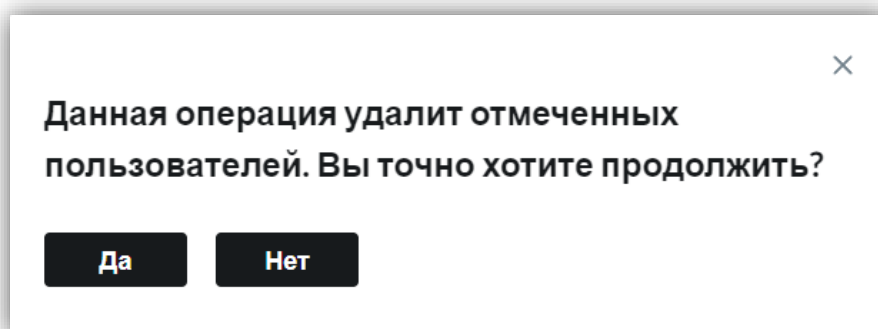 Данная операция удалит отмеченных
пользователей. Вы точно хотите продолжить?
Да Нет